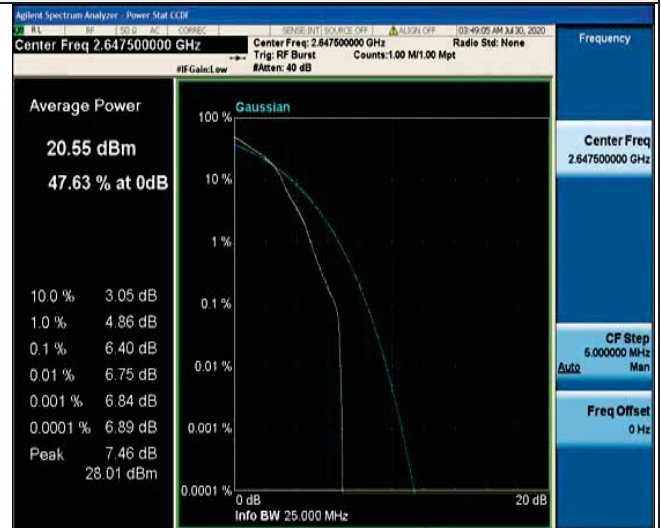 Agilent Spectrum Analyzer - Power Stat CCDF
RL RF 50 Ω AC CORREC SENSE:INT SOURCE OFF ALIGN OFF 03:49:05 AM Jul 30, 2020
Center Freq 2.647500000 GHz
Center Freq: 2.647500000 GHz Radio Std: None
Trig: RF Burst Counts:1.00 M/1.00 Mpt
#IFGain:Low #Atten: 40 dB
Frequency
Average Power
20.55 dBm
47.63 % at 0dB
10.0 % 3.05 dB
1.0 % 4.86 dB
0.1 % 6.40 dB
0.01 % 6.75 dB
0.001 % 6.84 dB
0.0001 % 6.89 dB
Peak 7.46 dB
28.01 dBm
Gaussian
100 %
10 %
1 %
0.1 %
0.01 %
0.001 %
0.0001 %
0 dB 20 dB
Info BW 25.000 MHz
Center Freq
2.647500000 GHz
CF Step
5.000000 MHz
Auto Man
Freq Offset
0 Hz